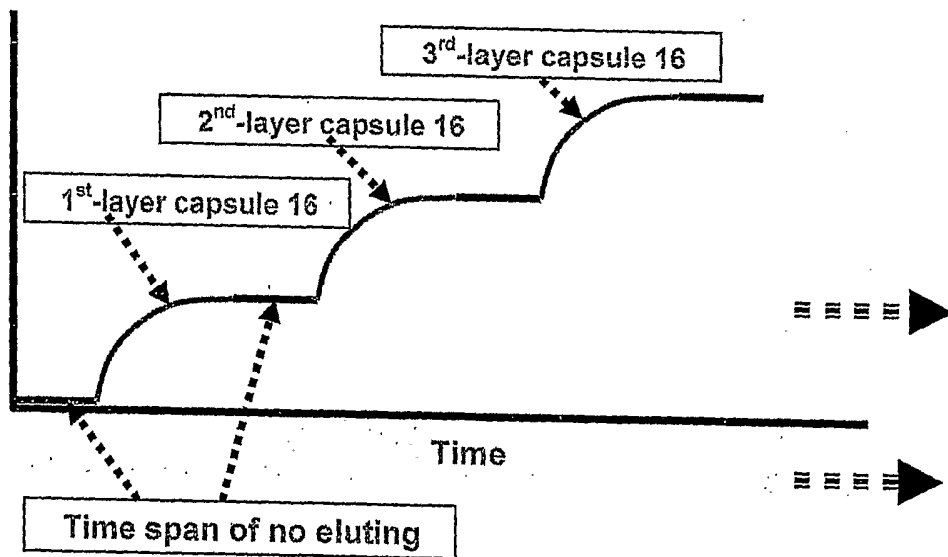 3rd-layer capsule 16
2nd-layer capsule 16
1st-layer capsule 16
Time
Time span of no eluting